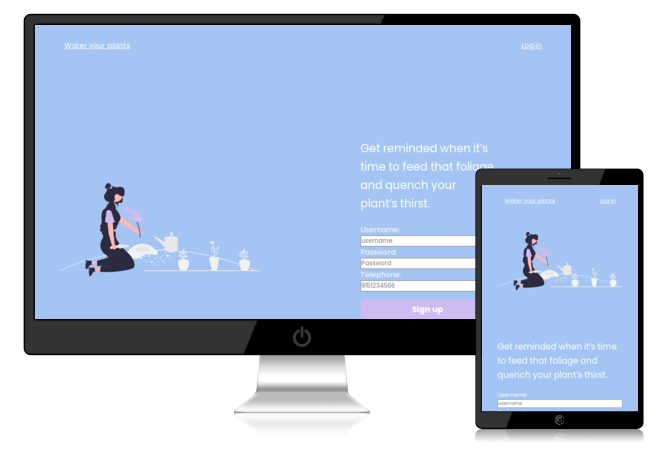 Water your plants
Log in
Get reminded when it's
time to feed that foliage
and quench your
plant's thirst.
Username:
username
Password:
Password
Telephone:
9151234566
Sign up
Water your plants
Log in
Get reminded when it's time
to feed that foliage and
quench your plant's thirst.
Username:
username